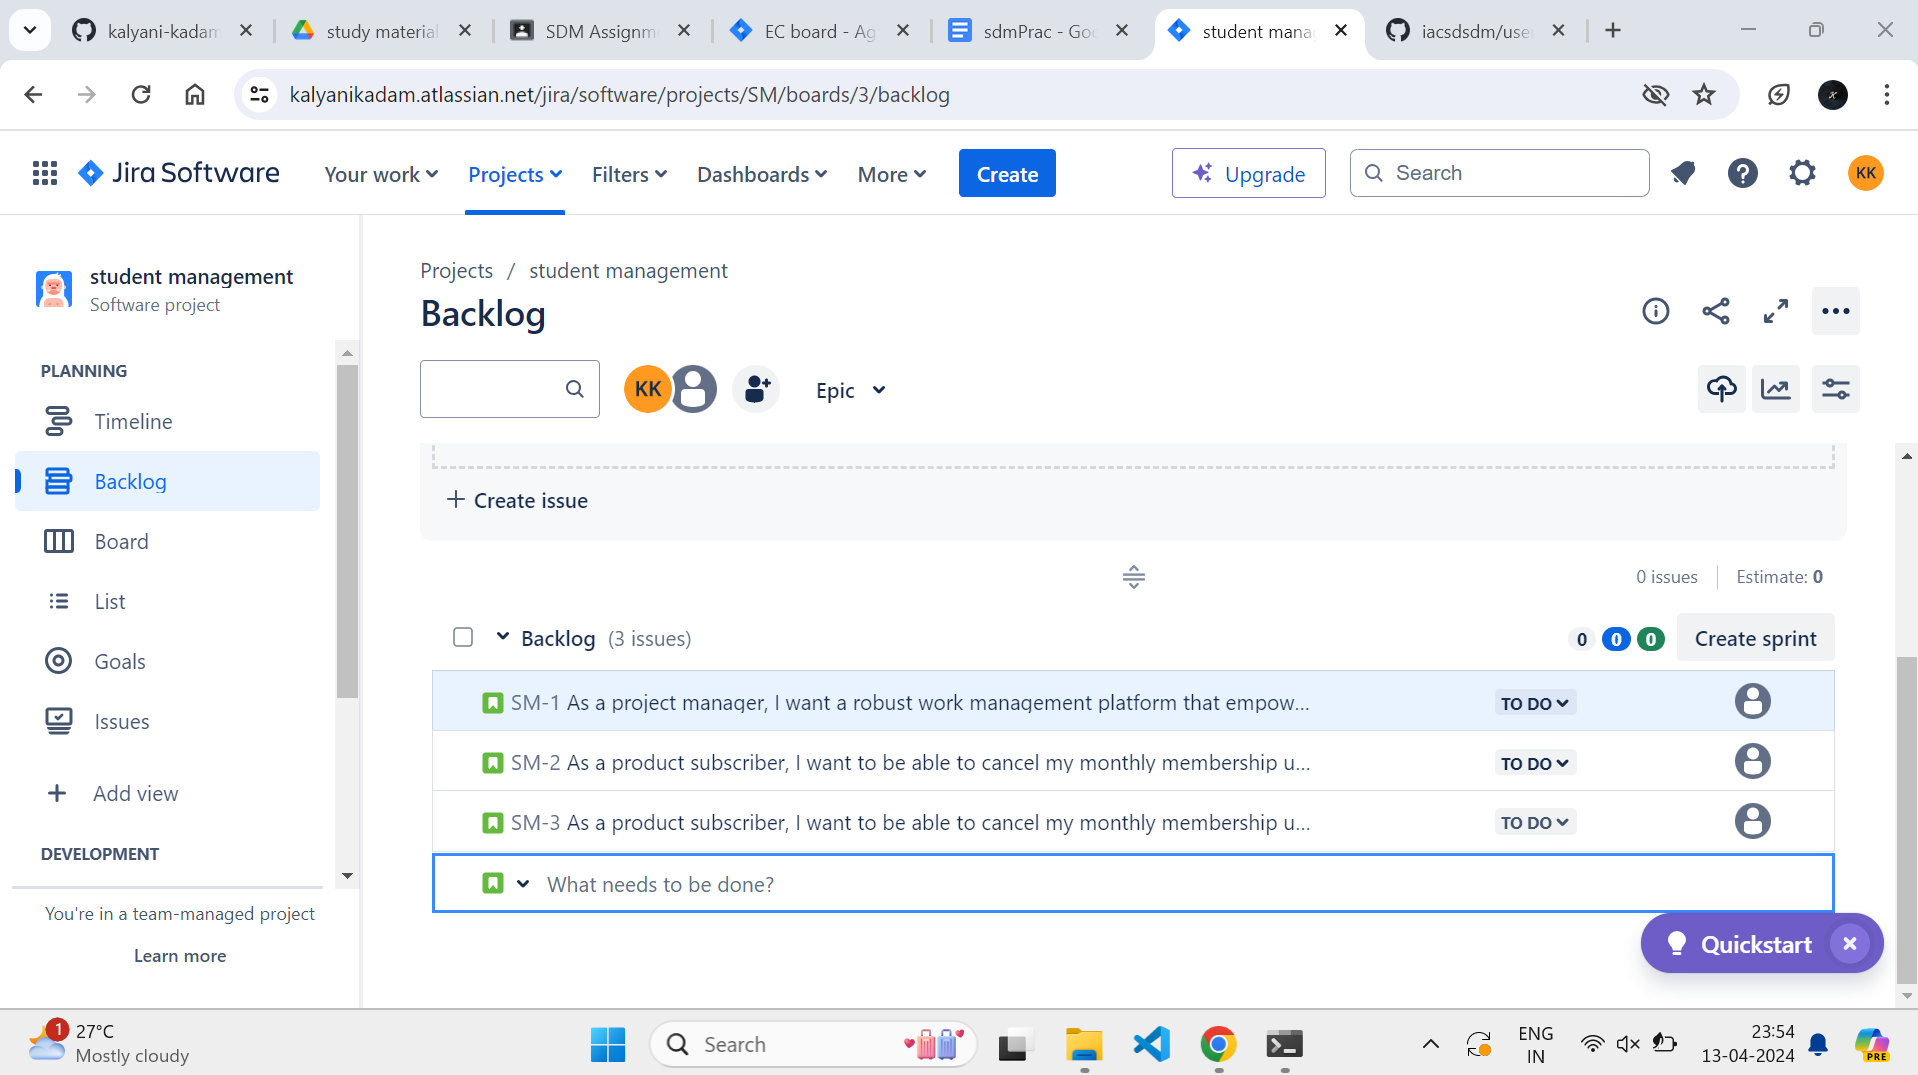 kalyani-kadam
study material
SDM Assignm
EC board - Ag
sdmPrac - Goo
student mana
iacsdsdm/use
kalyanikadam.atlassian.net/jira/software/projects/SM/boards/3/backlog
Jira Software
Your work
Projects
Filters
Dashboards
More
Create
Upgrade
Search
KK
student management
Software project
PLANNING
Timeline
Backlog
Board
List
Goals
Issues
Add view
DEVELOPMENT
You're in a team-managed project
Learn more
Projects / student management
Backlog
KK
Epic
+ Create issue
0 issues
Estimate: 0
Backlog (3 issues)
0 0 0
Create sprint
SM-1 As a project manager, I want a robust work management platform that empow... TO DO
SM-2 As a product subscriber, I want to be able to cancel my monthly membership u... TO DO
SM-3 As a product subscriber, I want to be able to cancel my monthly membership u... TO DO
What needs to be done?
Quickstart
1
27°C
Mostly cloudy
Search
ENG
IN
23:54
13-04-2024
PRE